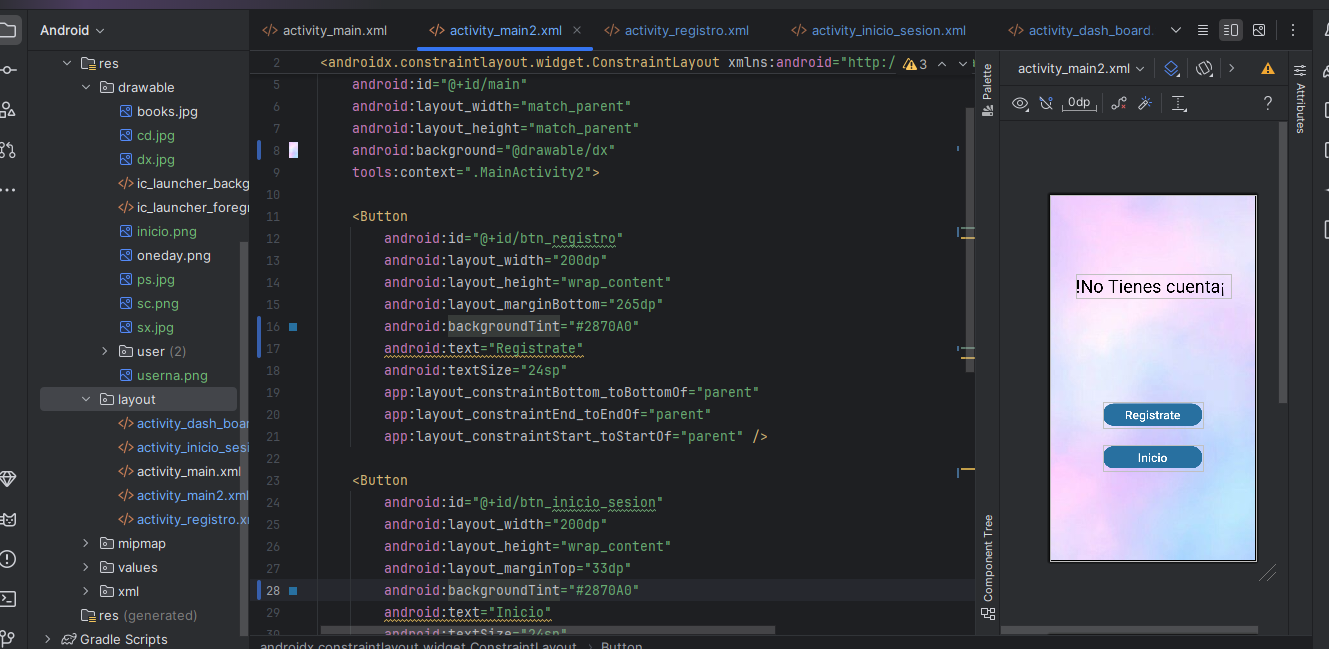 Android
activity_main.xml
activity_main2.xml
activity_registro.xml
activity_inicio_sesion.xml
activity_dash_board.
res
drawable
books.jpg
cd.jpg
dx.jpg
ic_launcher_backg
ic_launcher_foregr
inicio.png
oneday.png
ps.jpg
sc.png
sx.jpg
user (2)
userna.png
layout
activity_dash_boar
activity_inicio_sesi
activity_main.xml
activity_main2.xml
activity_registro.xm
mipmap
values
xml
res (generated)
Gradle Scripts
2 <androidx.constraintlayout.widget.ConstraintLayout xmlns:android="http:/
3
5 android:id="@+id/main"
6 android:layout_width="match_parent"
7 android:layout_height="match_parent"
8 android:background="@drawable/dx"
9 tools:context=".MainActivity2">
10
11 <Button
12 android:id="@+id/btn_registro"
13 android:layout_width="200dp"
14 android:layout_height="wrap_content"
15 android:layout_marginBottom="265dp"
16 android:backgroundTint="#2870A0"
17 android:text="Registrate"
18 android:textSize="24sp"
19 app:layout_constraintBottom_toBottomOf="parent"
20 app:layout_constraintEnd_toEndOf="parent"
21 app:layout_constraintStart_toStartOf="parent" />
22
23 <Button
24 android:id="@+id/btn_inicio_sesion"
25 android:layout_width="200dp"
26 android:layout_height="wrap_content"
27 android:layout_marginTop="33dp"
28 android:backgroundTint="#2870A0"
29 android:text="Inicio"
30 android:textSize="24sp"
androidx.constraintlayout.widget.ConstraintLayout > Button
Palette
Component Tree
activity_main2.xml
0dp
?
!No Tienes cuenta¡
Registrate
Inicio
Attributes